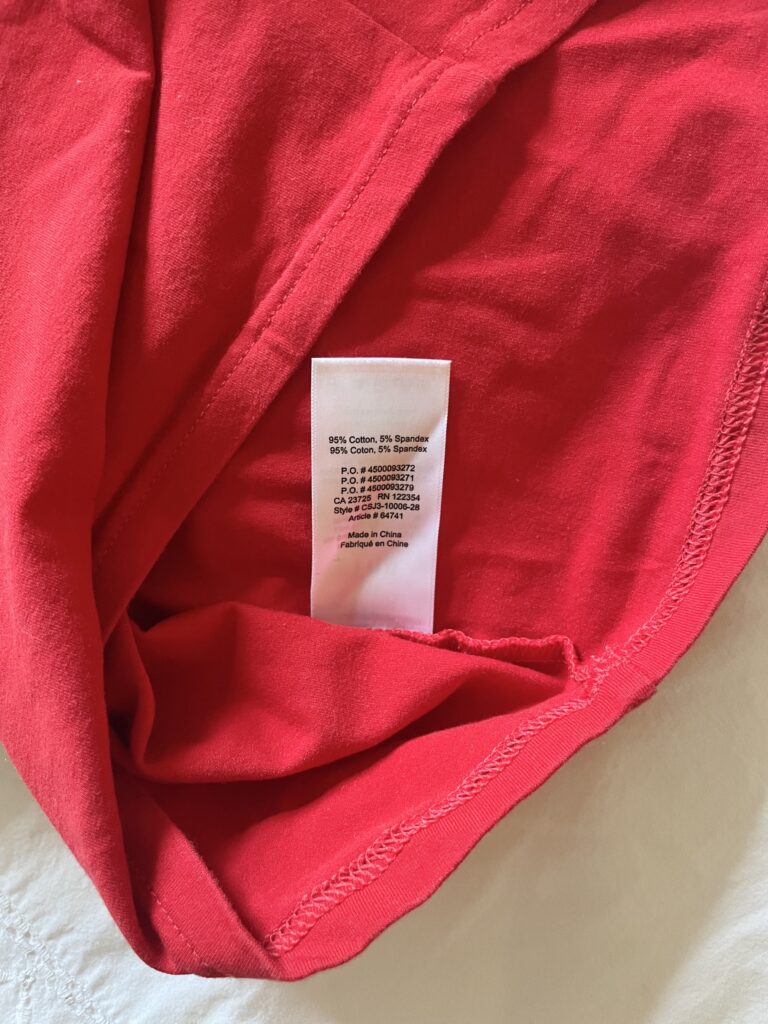 95% Cotton, 5% Spandex
95% Coton, 5% Spandex
P.O. # 4500093272
P.O. # 4500093271
P.O. # 4500093279
CA 23725 RN 122354
Style # CSJ3-10006-28
Article # 64741
Made in China
Fabriqué en Chine